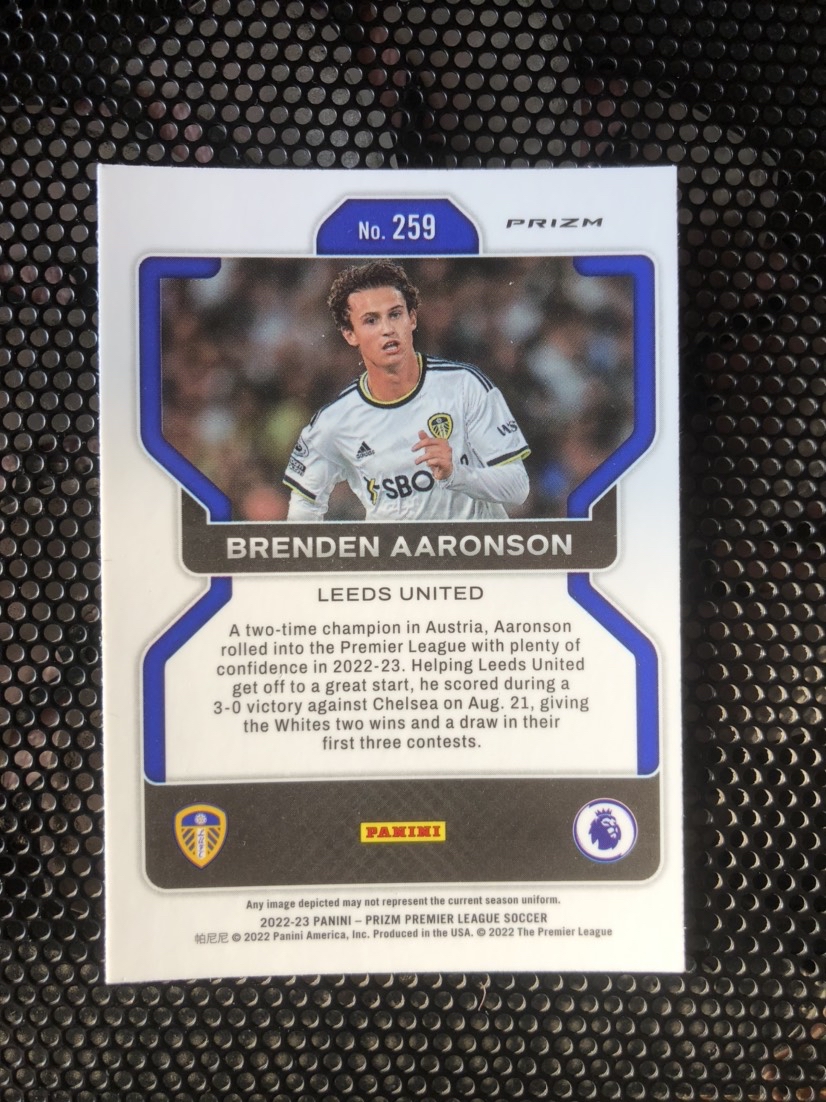 No. 259
PRIZM
SBO
BRENDEN AARONSON
LEEDS UNITED
A two-time champion in Austria, Aaronson
rolled into the Premier League with plenty of
confidence in 2022-23. Helping Leeds United
get off to a great start, he scored during a
3-0 victory against Chelsea on Aug. 21, giving
the Whites two wins and a draw in their
first three contests.
PANINI
Any image depicted may not represent the current season uniform.
2022-23 PANINI – PRIZM PREMIER LEAGUE SOCCER
帕尼尼 © 2022 Panini America, Inc. Produced in the USA. © 2022 The Premier League